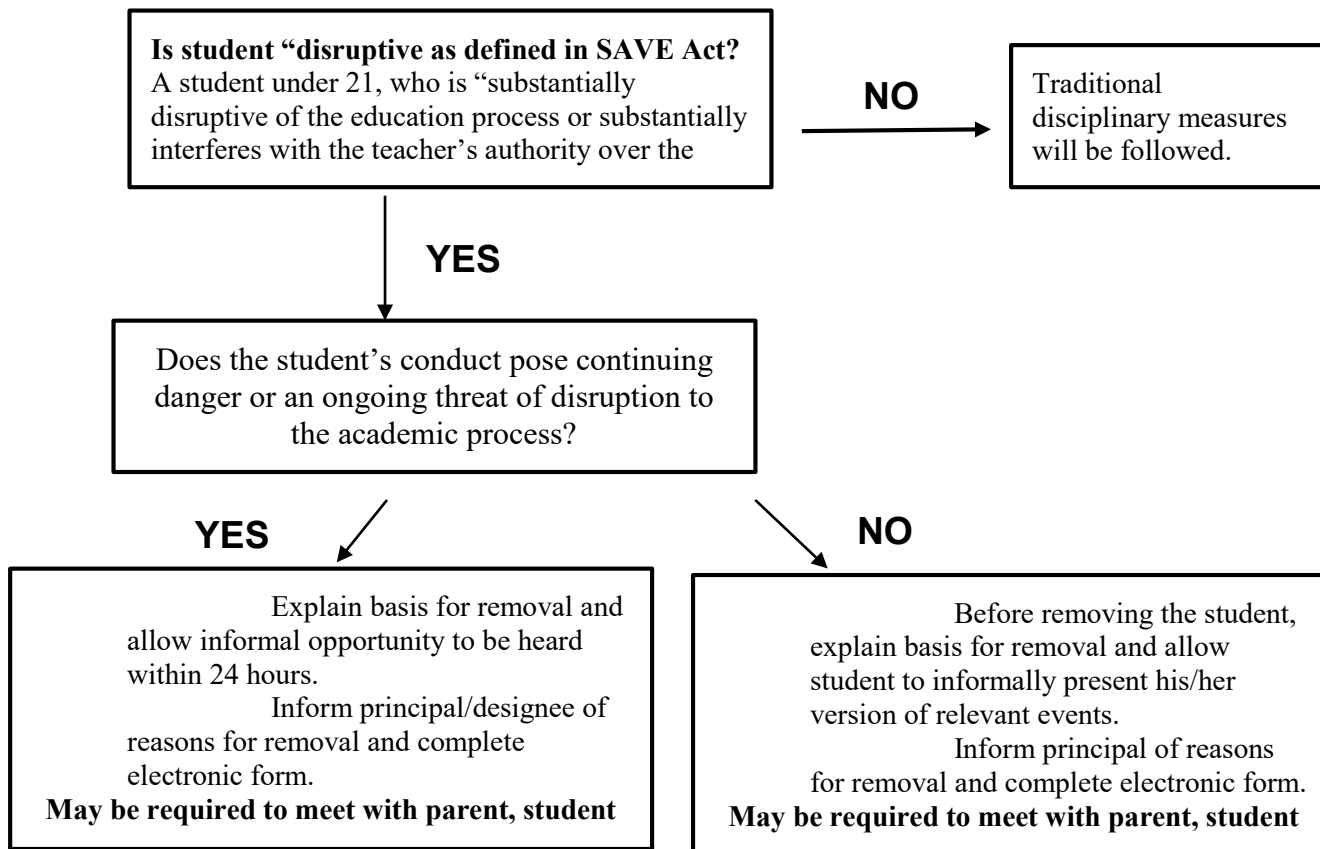 Is student “disruptive as defined in SAVE Act?
A student under 21, who is “substantially
disruptive of the education process or substantially
interferes with the teacher’s authority over the
NO
Traditional
disciplinary measures
will be followed.
YES
Does the student’s conduct pose continuing
danger or an ongoing threat of disruption to
the academic process?
YES
NO
Explain basis for removal and
allow informal opportunity to be heard
within 24 hours.
Inform principal/designee of
reasons for removal and complete
electronic form.
May be required to meet with parent, student
Before removing the student,
explain basis for removal and allow
student to informally present his/her
version of relevant events.
Inform principal of reasons
for removal and complete electronic form.
May be required to meet with parent, student